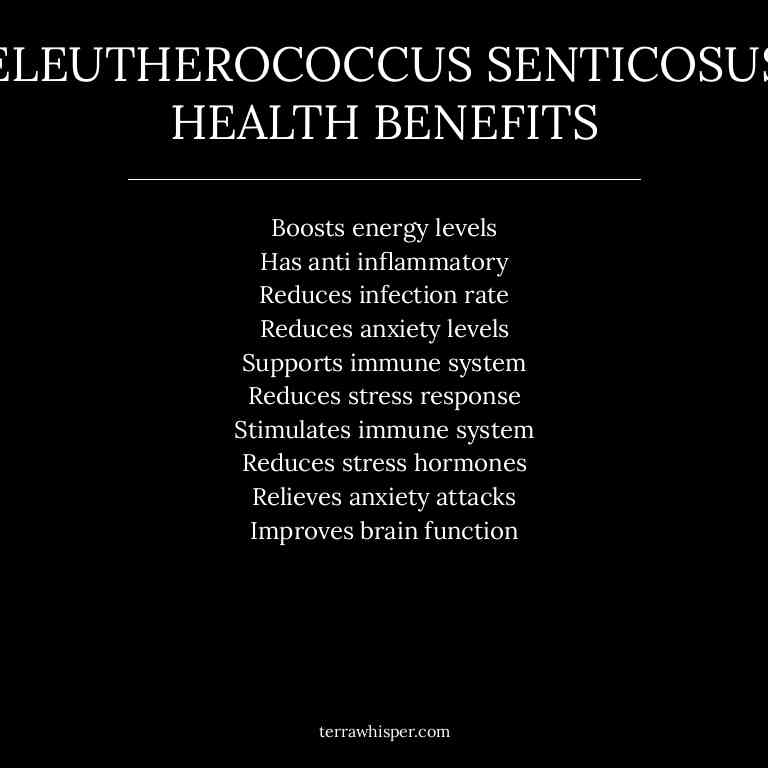 ELEUTHEROCOCCUS SENTICOSUS
HEALTH BENEFITS
Boosts energy levels
Has anti inflammatory
Reduces infection rate
Reduces anxiety levels
Supports immune system
Reduces stress response
Stimulates immune system
Reduces stress hormones
Relieves anxiety attacks
Improves brain function
terrawhisper.com